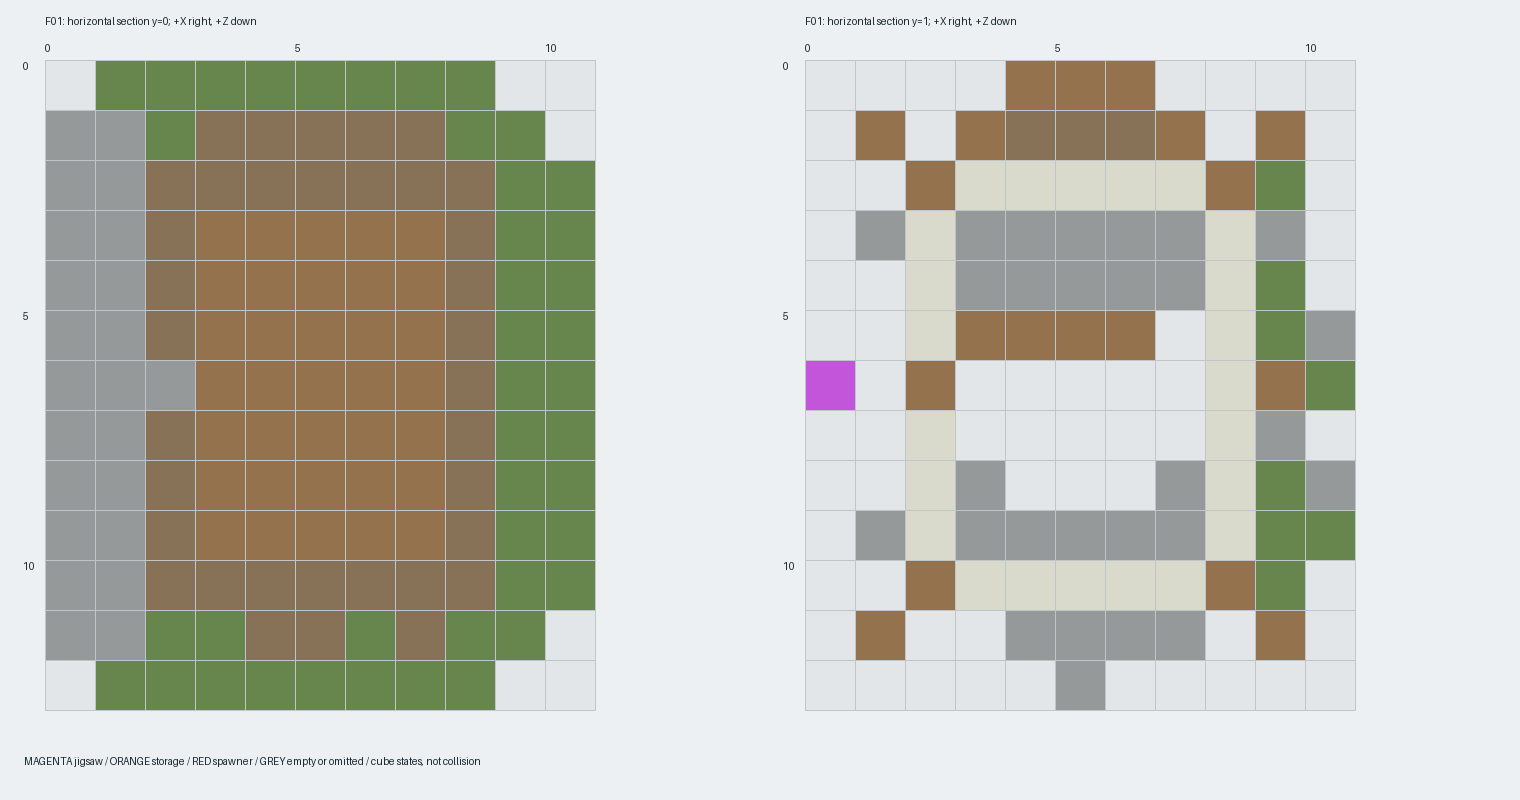 F01: horizontal section y=0; +X right, +Z down
F01: horizontal section y=1; +X right, +Z down
0 5 10
0 5 10
0 0
5 5
10 10
MAGENTA jigsaw / ORANGE storage / RED spawner / GREY empty or omitted / cube states, not collision